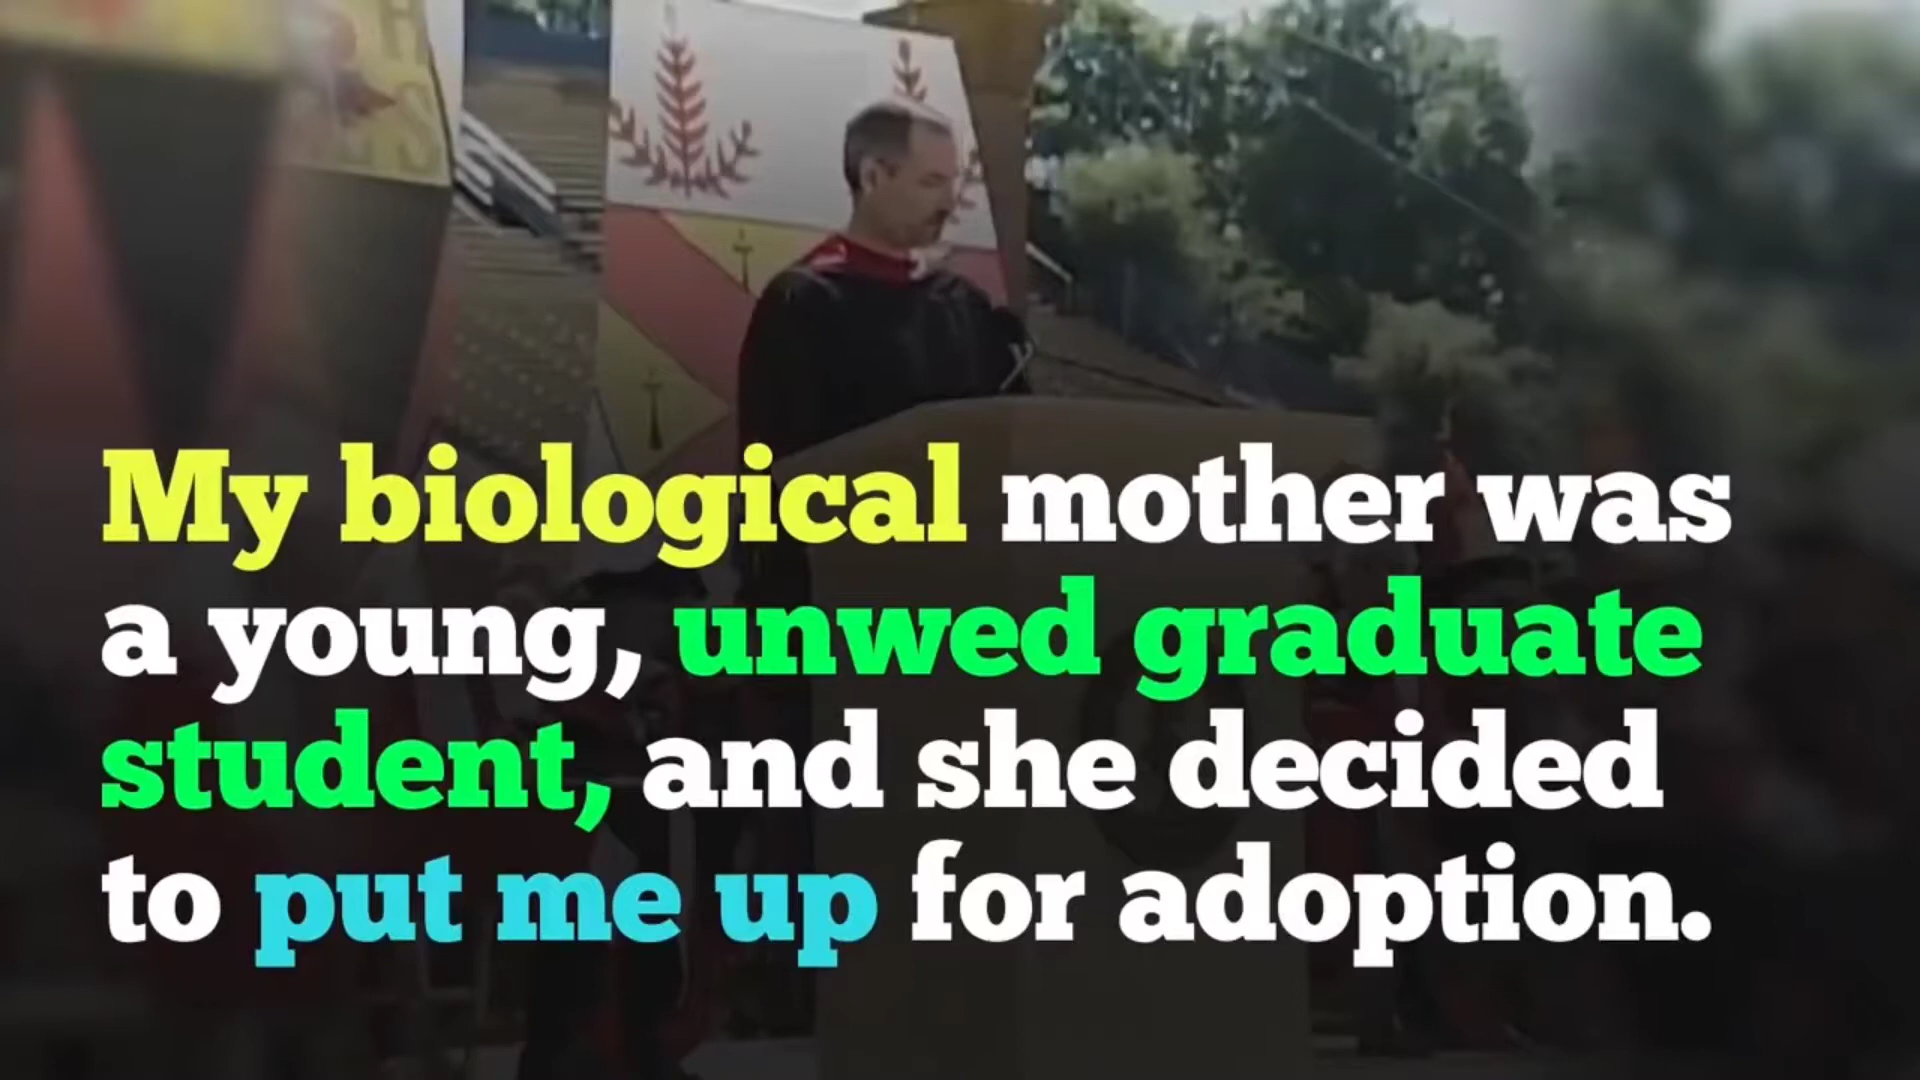 My biological mother was
a young, unwed graduate
student, and she decided
to put me up for adoption.